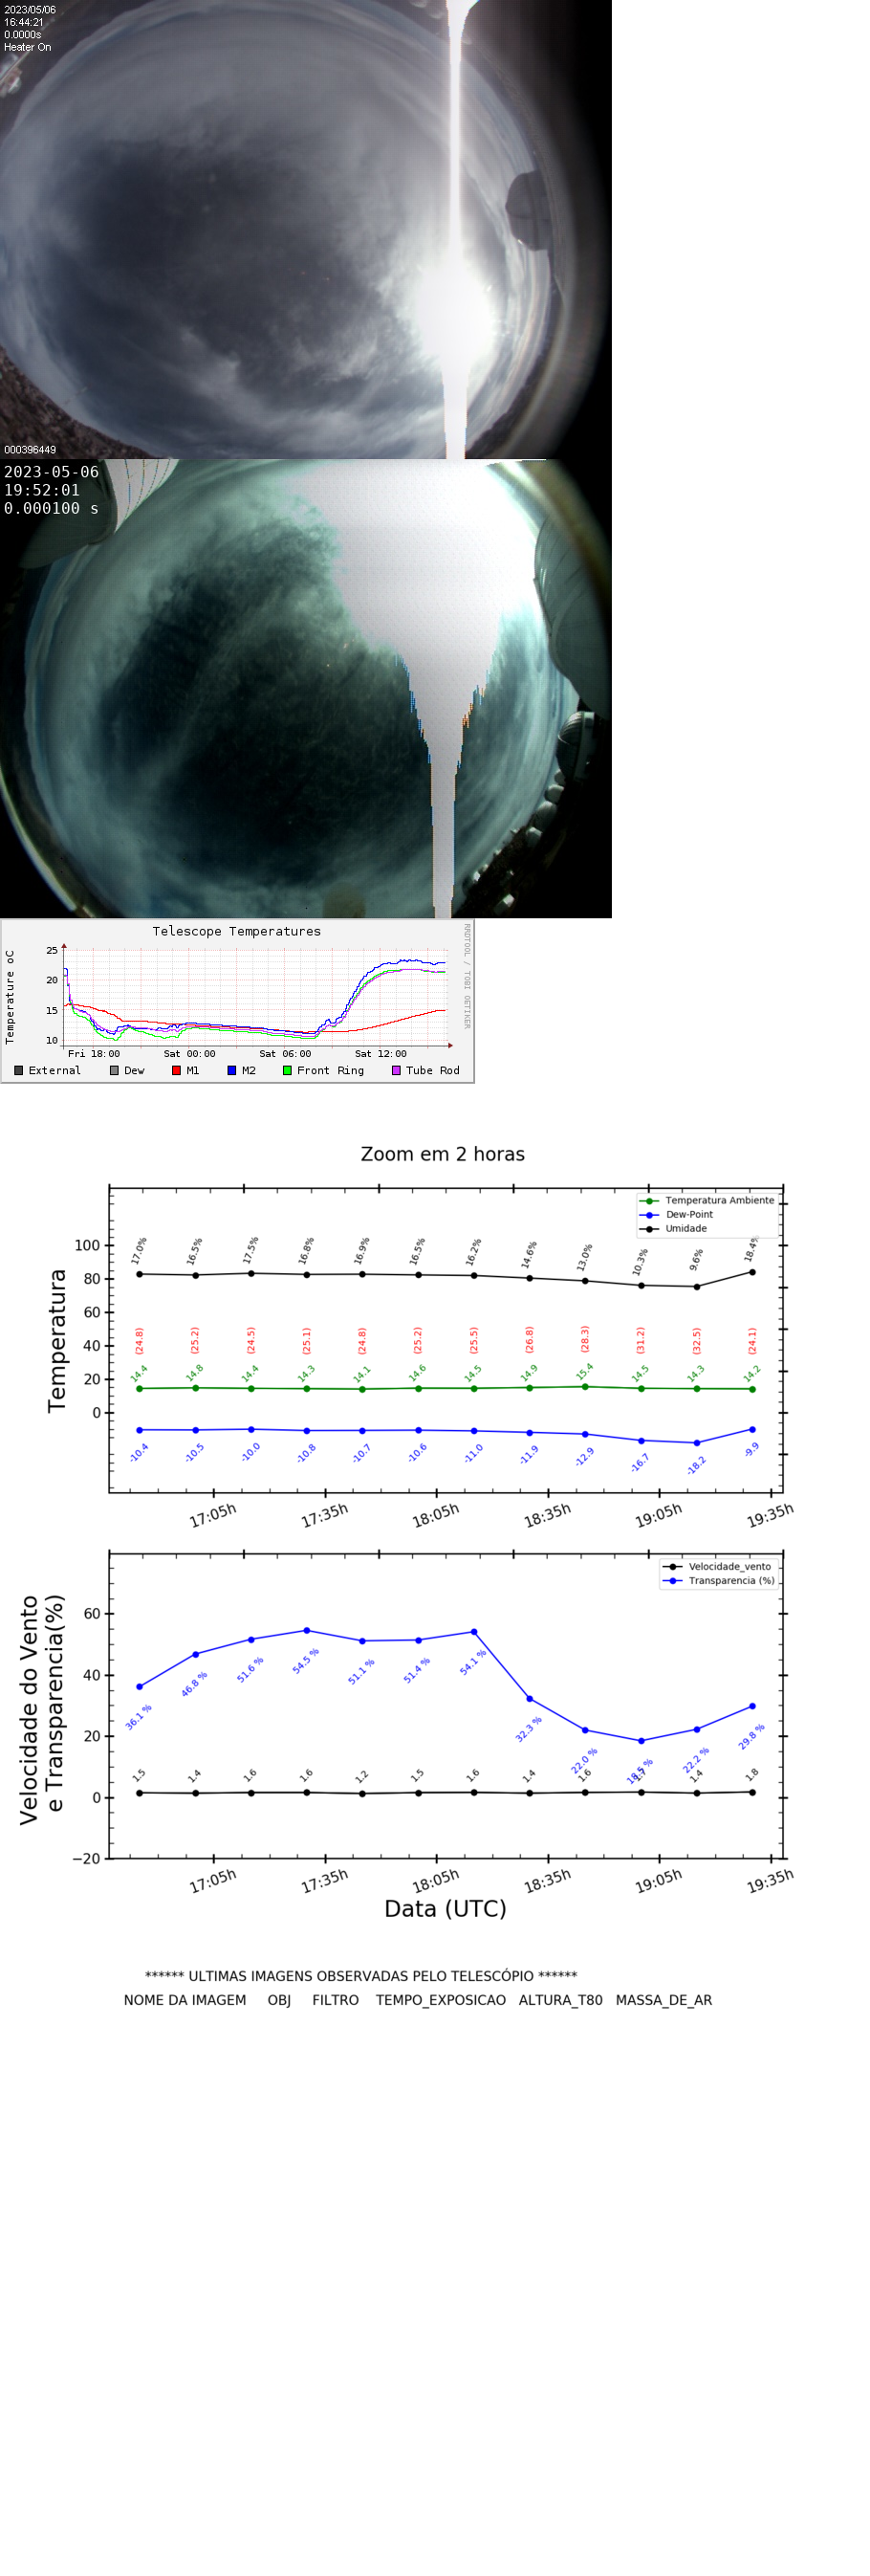 2023/05/06
16:44:21
0.0000s
Heater On
000396449
2023-05-06
19:52:01
0.000100 s
Telescope Temperatures
RRDTOOL / TOBI OETIKER
Temperature oC
25
20
15
10
Fri 18:00 Sat 00:00 Sat 06:00 Sat 12:00
External Dew M1 M2 Front Ring Tube Rod
Zoom em 2 horas
Temperatura Ambiente
Dew-Point
Umidade
Temperatura
100
80
60
40
20
0
17.0% 16.5% 17.5% 16.8% 16.9% 16.5% 16.2% 14.6% 13.0% 10.3% 9.6% 18.4%
(24.8) (25.2) (24.5) (25.1) (24.8) (25.2) (25.5) (26.8) (28.3) (31.2) (32.5) (24.1)
14.4 14.8 14.4 14.3 14.1 14.6 14.5 14.9 15.4 14.5 14.3 14.2
-10.4 -10.5 -10.0 -10.8 -10.7 -10.6 -11.0 -11.9 -12.9 -16.7 -18.2 -9.9
17:05h 17:35h 18:05h 18:35h 19:05h 19:35h
Velocidade_vento
Transparencia (%)
Velocidade do Vento
e Transparencia(%)
60
40
20
0
−20
36.1 % 46.8 % 51.6 % 54.5 % 51.1 % 51.4 % 54.1 % 32.3 % 22.0 % 18.5 % 22.2 % 29.8 %
1.5 1.4 1.6 1.6 1.2 1.5 1.6 1.4 1.6 1.4 1.8
17:05h 17:35h 18:05h 18:35h 19:05h 19:35h
Data (UTC)
****** ULTIMAS IMAGENS OBSERVADAS PELO TELESCÓPIO ******
NOME DA IMAGEM OBJ FILTRO TEMPO_EXPOSICAO ALTURA_T80 MASSA_DE_AR